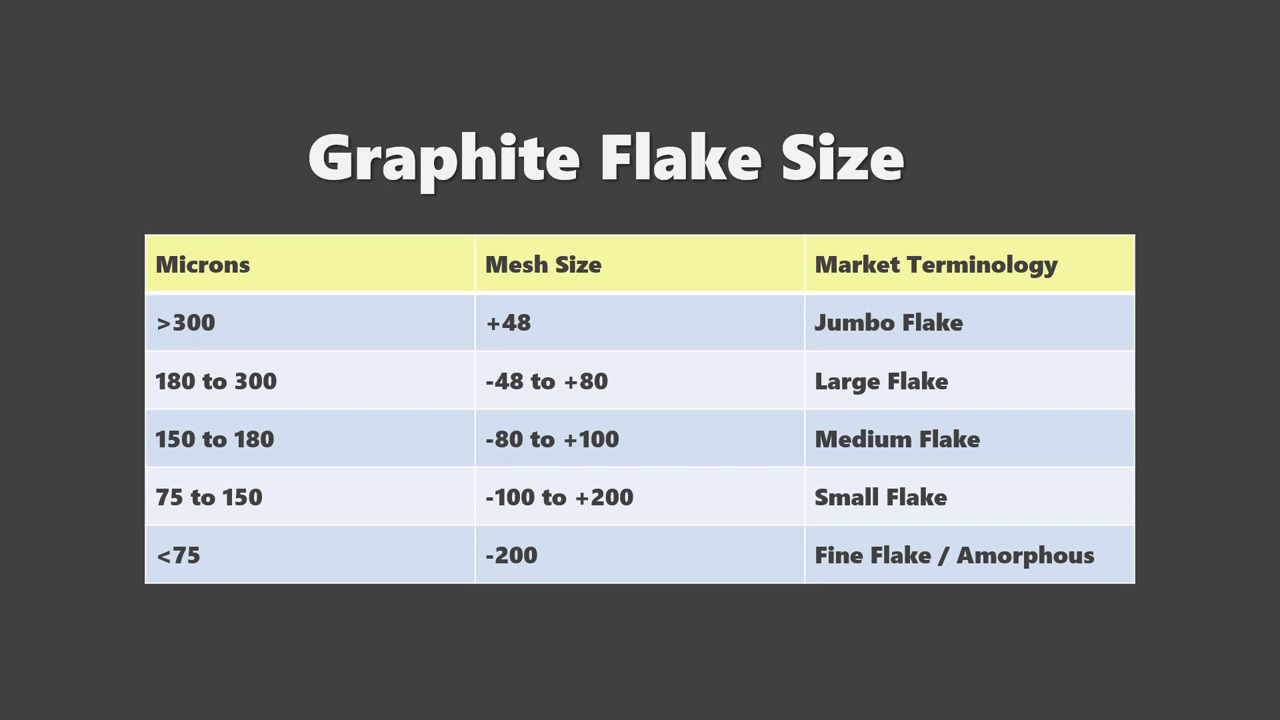 Graphite Flake Size
Microns Mesh Size Market Terminology
>300 +48 Jumbo Flake
180 to 300 -48 to +80 Large Flake
150 to 180 -80 to +100 Medium Flake
75 to 150 -100 to +200 Small Flake
<75 -200 Fine Flake / Amorphous